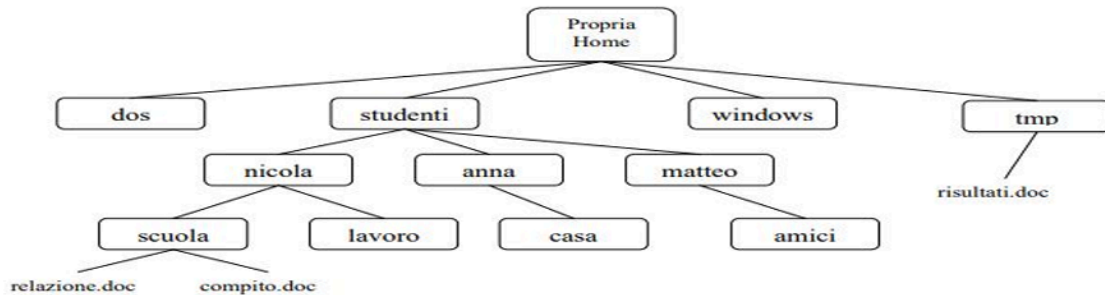 Propria
Home
dos
studenti
windows
tmp
nicola
anna
matteo
risultati.doc
scuola
lavoro
casa
amici
relazione.doc
compito.doc